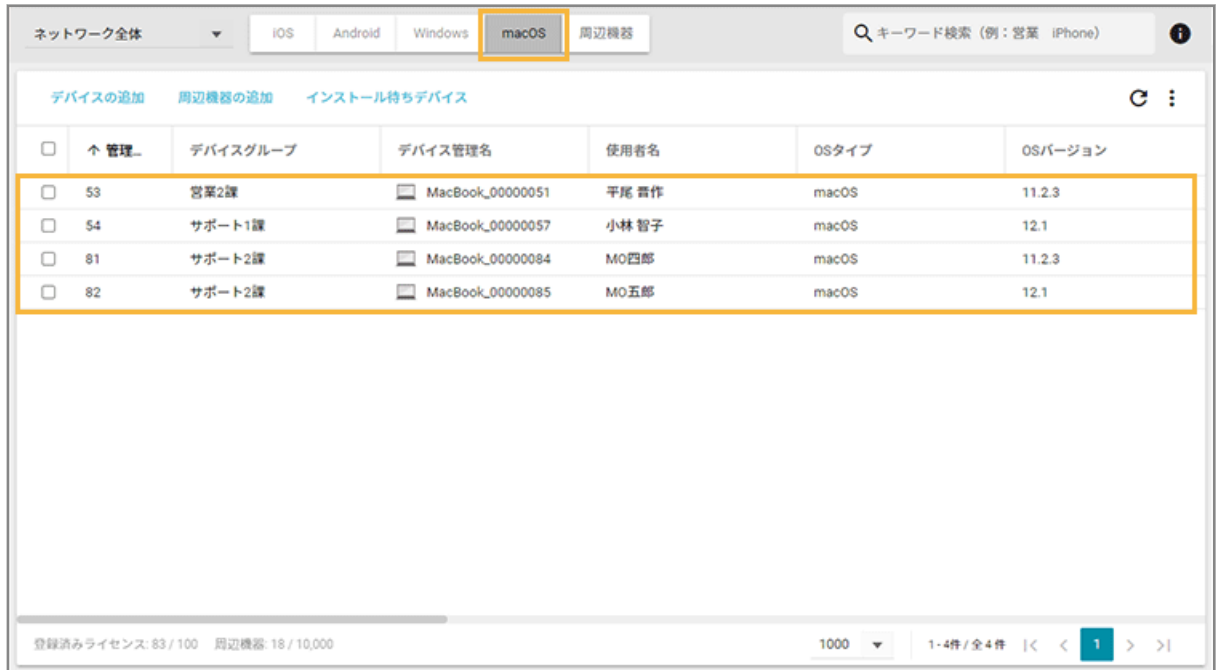 ネットワーク全体 iOS Android Windows macOS 周辺機器 キーワード検索（例：営業 iPhone）
デバイスの追加 周辺機器の追加 インストール待ちデバイス
↑ 管理... デバイスグループ デバイス管理名 使用者名 OSタイプ OSバージョン
53 営業2課 MacBook_00000051 平尾 晋作 macOS 11.2.3
54 サポート1課 MacBook_00000057 小林 智子 macOS 12.1
81 サポート2課 MacBook_00000084 MO四郎 macOS 11.2.3
82 サポート2課 MacBook_00000085 MO五郎 macOS 12.1
登録済みライセンス: 83 / 100 周辺機器: 18 / 10,000 1000 1 - 4件 / 全 4 件 |< < 1 > >|